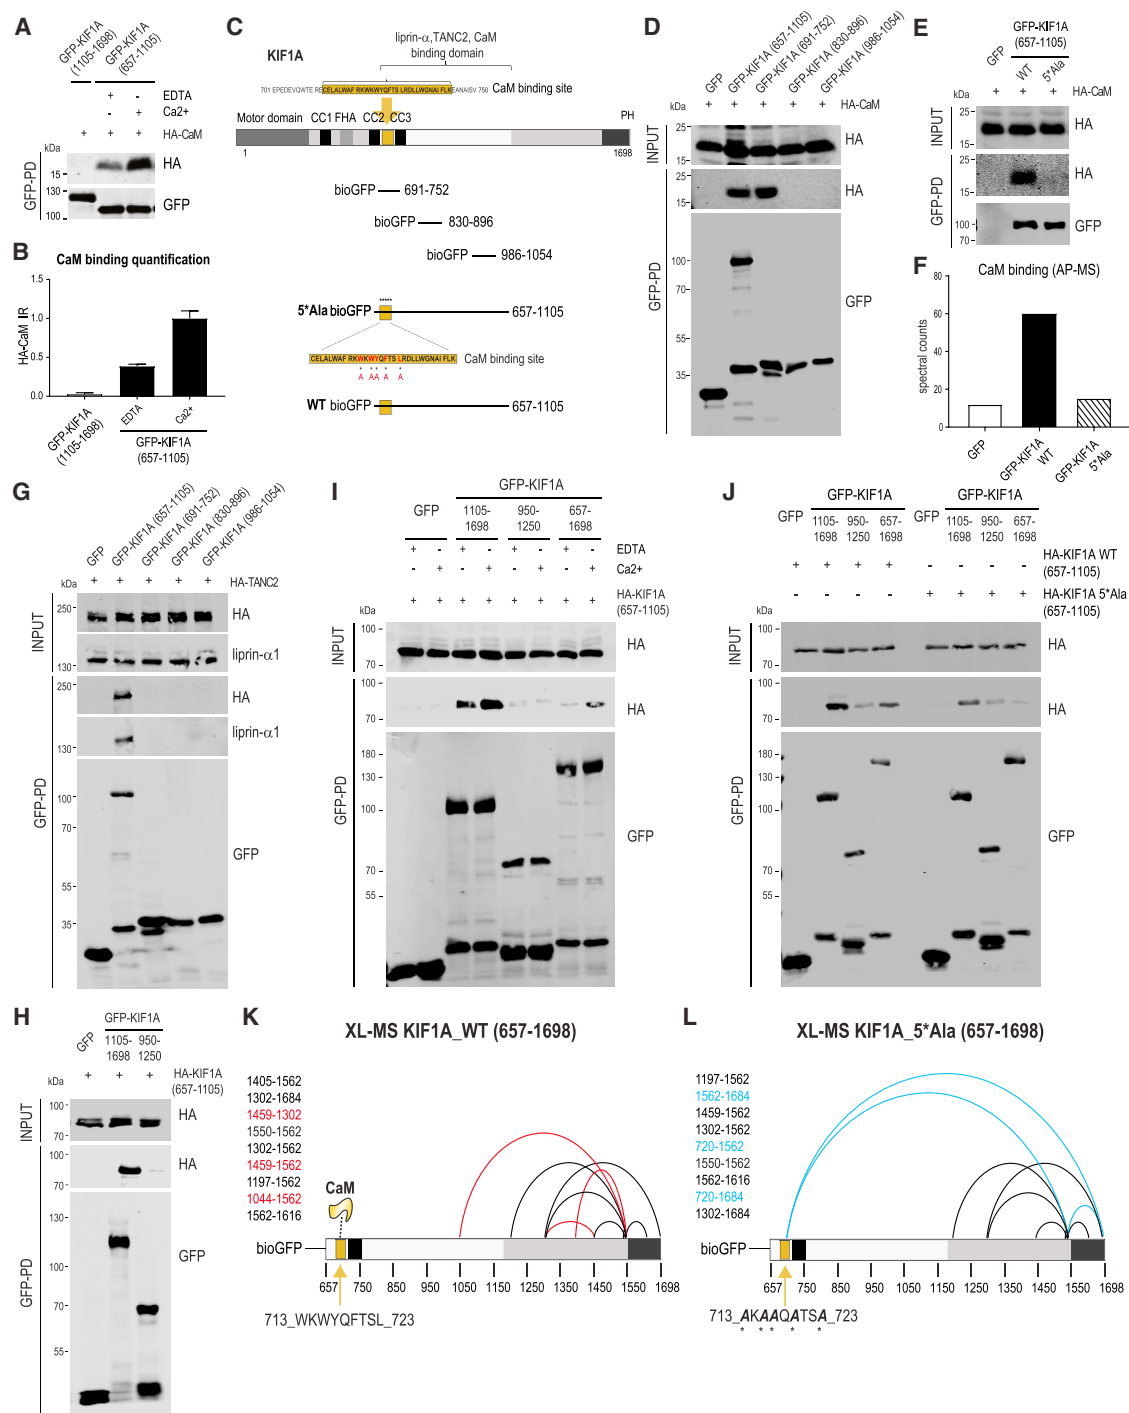 A
GFP-KIF1A
(1105-1698)
GFP-KIF1A
(657-1105)
+ - EDTA
- + Ca2+
+ + + HA-CaM
kDa
15
HA
130
100
GFP
GFP-PD
B
CaM binding quantification
HA-CaM IR
1.5
1.0
0.5
0.0
GFP-KIF1A
(1105-1698)
EDTA
Ca2+
GFP-KIF1A
(657-1105)
C
liprin-α,TANC2, CaM
binding domain
KIF1A
701 EPEDEVQWTE RECELALWAF RKWKWYQFTS LRDLLWGNAI FLKEANAISV 750
CaM binding site
Motor domain CC1 FHA CC2 CC3 PH
1 1698
bioGFP 691-752
bioGFP 830-896
bioGFP 986-1054
*****
5*Ala bioGFP 657-1105
CELALWAF RKWKWYQFTS LRDLLWGNAI FLK CaM binding site
* ** * *
A AA A A
WT bioGFP 657-1105
D
GFP
GFP-KIF1A (657-1105)
GFP-KIF1A (691-752)
GFP-KIF1A (830-896)
GFP-KIF1A (986-1054)
kDa + + + + + HA-CaM
INPUT
25
15
HA
GFP-PD
25
15
HA
100
70
55
35
GFP
E
GFP-KIF1A
(657-1105)
GFP
WT
5*Ala
kDa + + + HA-CaM
INPUT
25
15
HA
GFP-PD
25
15
HA
100
70
GFP
F
CaM binding (AP-MS)
spectral counts
80
60
40
20
0
GFP
GFP-KIF1A
WT
GFP-KIF1A
5*Ala
G
GFP
GFP-KIF1A (657-1105)
GFP-KIF1A (691-752)
GFP-KIF1A (830-896)
GFP-KIF1A (986-1054)
kDa + + + + + HA-TANC2
INPUT
250
HA
130
liprin-α1
GFP-PD
250
HA
130
liprin-α1
100
70
55
35
GFP
H
GFP-KIF1A
GFP
1105-
1698
950-
1250
kDa + + + HA-KIF1A
(657-1105)
INPUT
100
70
HA
GFP-PD
100
70
HA
130
100
70
55
GFP
I
GFP-KIF1A
GFP
1105-
1698
950-
1250
657-
1698
+ - + - + - + - EDTA
- + - + - + - + Ca2+
+ + + + + + + + HA-KIF1A
(657-1105)
kDa
INPUT
100
70
HA
GFP-PD
100
70
HA
180
130
100
70
55
GFP
J
GFP-KIF1A GFP-KIF1A
GFP 1105-1698 950-1250 657-1698 GFP 1105-1698 950-1250 657-1698
+ + + + - - - - HA-KIF1A WT
(657-1105)
- - - - + + + + HA-KIF1A 5*Ala
(657-1105)
kDa
INPUT
100
70
HA
GFP-PD
100
70
HA
180
130
100
70
55
GFP
K
XL-MS KIF1A_WT (657-1698)
1405-1562
1302-1684
1459-1302
1550-1562
1302-1562
1459-1562
1197-1562
1044-1562
1562-1616
CaM
bioGFP
657 750 850 950 1050 1150 1250 1350 1450 1550 1698
713_WKWYQFTSL_723
L
XL-MS KIF1A_5*Ala (657-1698)
1197-1562
1562-1684
1459-1562
1302-1562
720-1562
1550-1562
1562-1616
720-1684
1302-1684
bioGFP
657 750 850 950 1050 1150 1250 1350 1450 1550 1698
713_AKAAQATSA_723
* * * * *